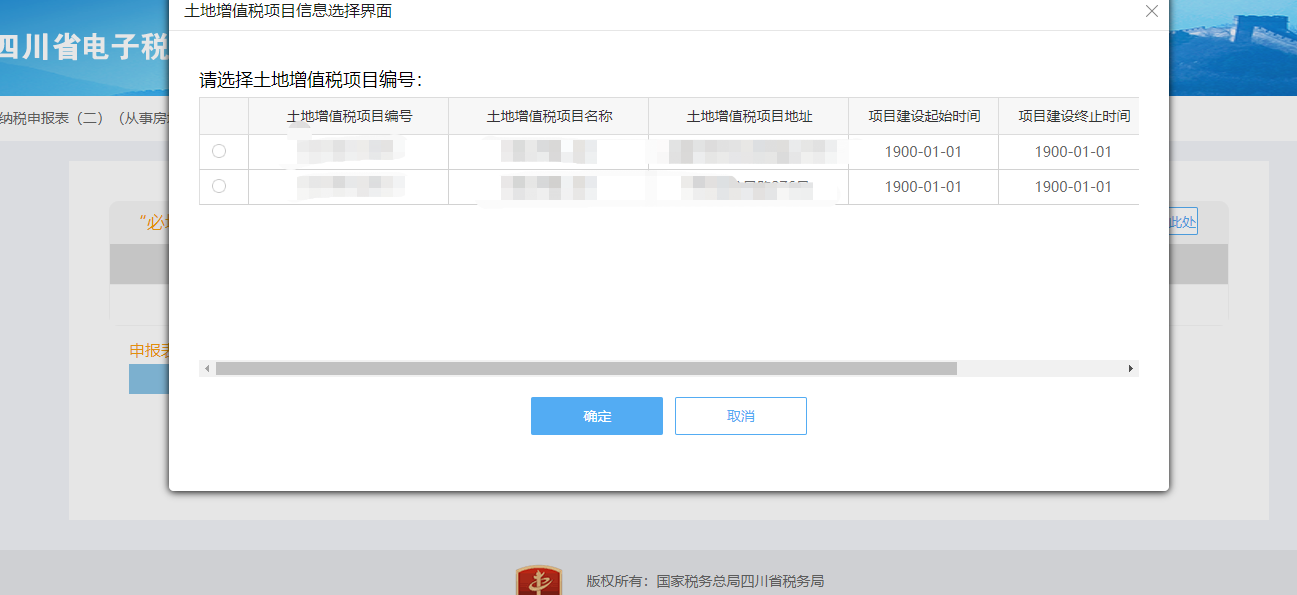 土地增值税项目信息选择界面
四川省电子税
纳税申报表（二）（从事房
请选择土地增值税项目编号：
土地增值税项目编号 土地增值税项目名称 土地增值税项目地址 项目建设起始时间 项目建设终止时间
1900-01-01 1900-01-01
1900-01-01 1900-01-01
“必
此处
申报表
确定 取消
版权所有：国家税务总局四川省税务局